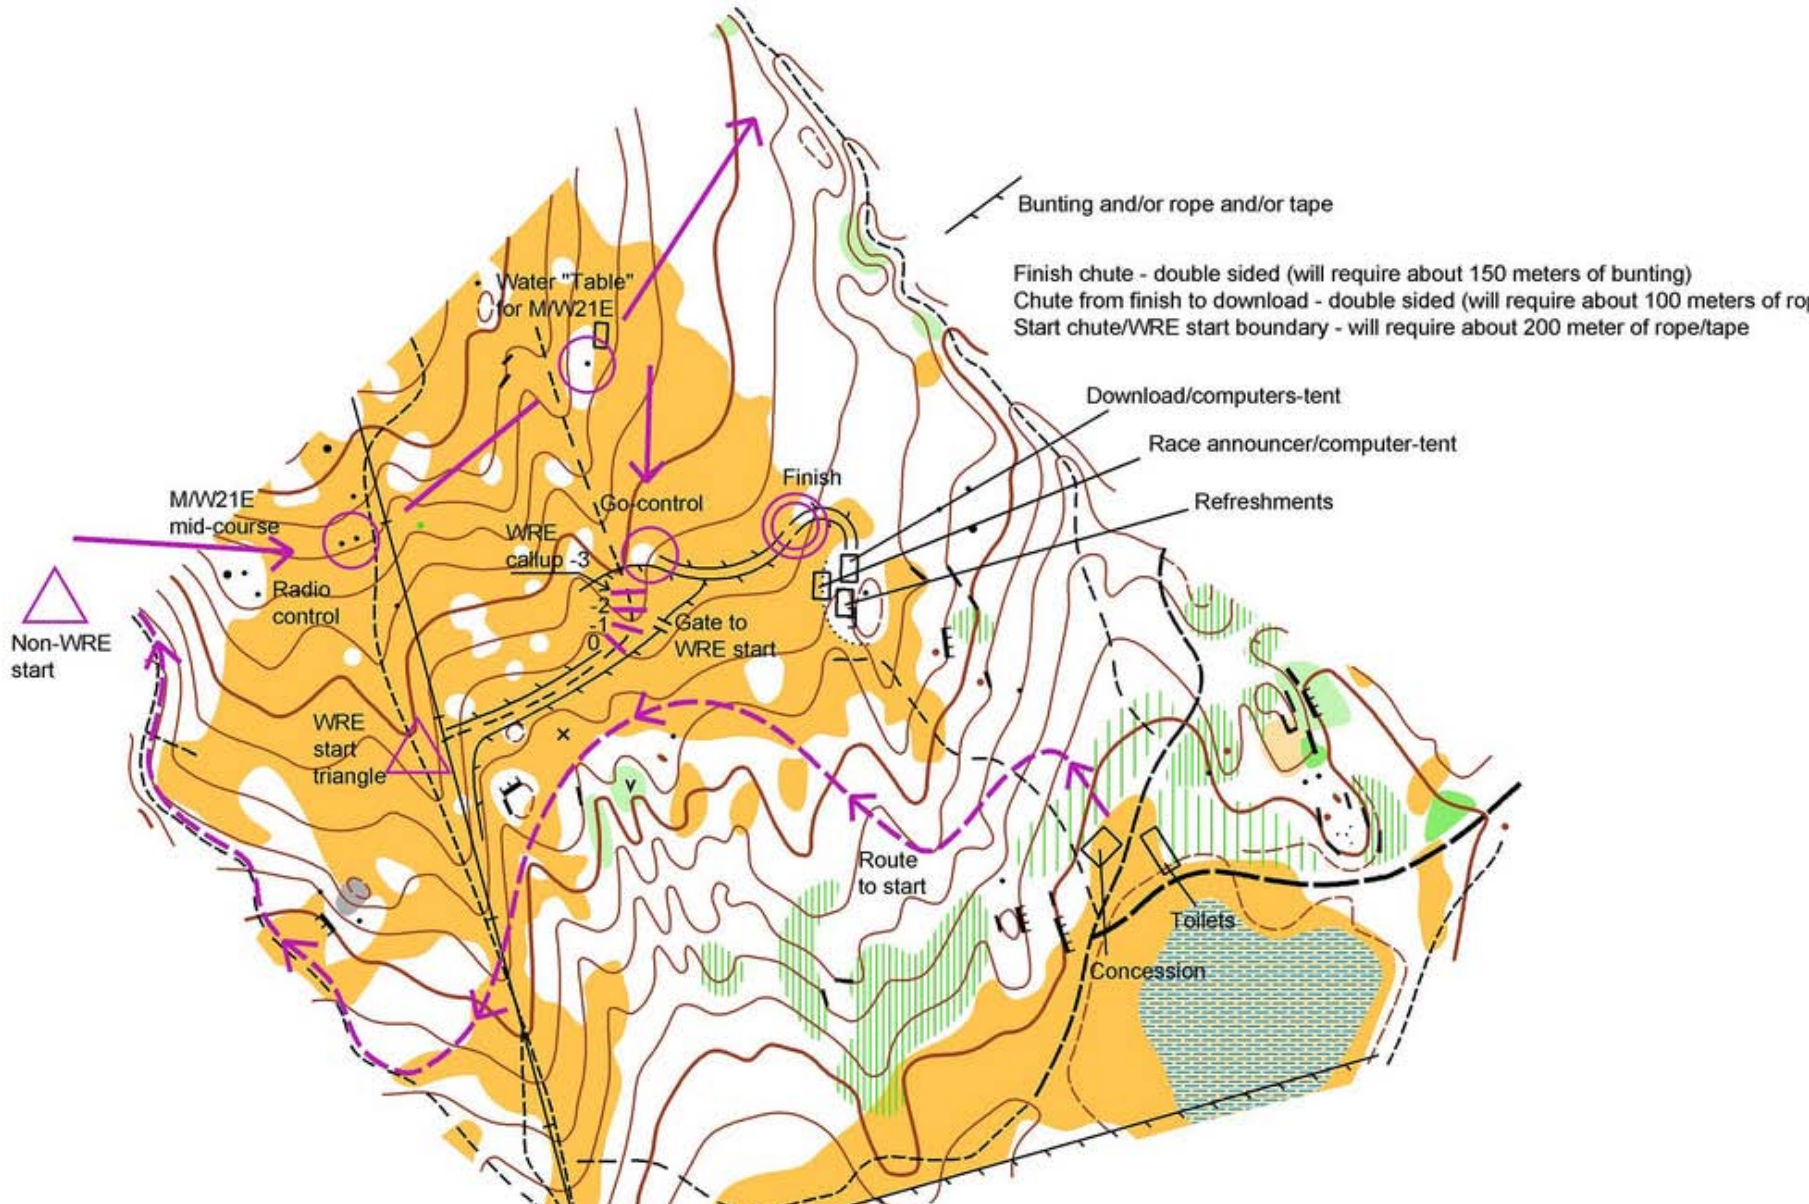 Bunting and/or rope and/or tape
Finish chute - double sided (will require about 150 meters of bunting)
Chute from finish to download - double sided (will require about 100 meters of
Start chute/WRE start boundary - will require about 200 meter of rope/tape
Water "Table"
for M/W21E
Download/computers-tent
Race announcer/computer-tent
Refreshments
Finish
M/W21E
mid-course
Go-control
WRE
callup -3
-2
-1
0
Radio
control
Non-WRE
start
Gate to
WRE start
WRE
start
triangle
Route
to start
Toilets
Concession